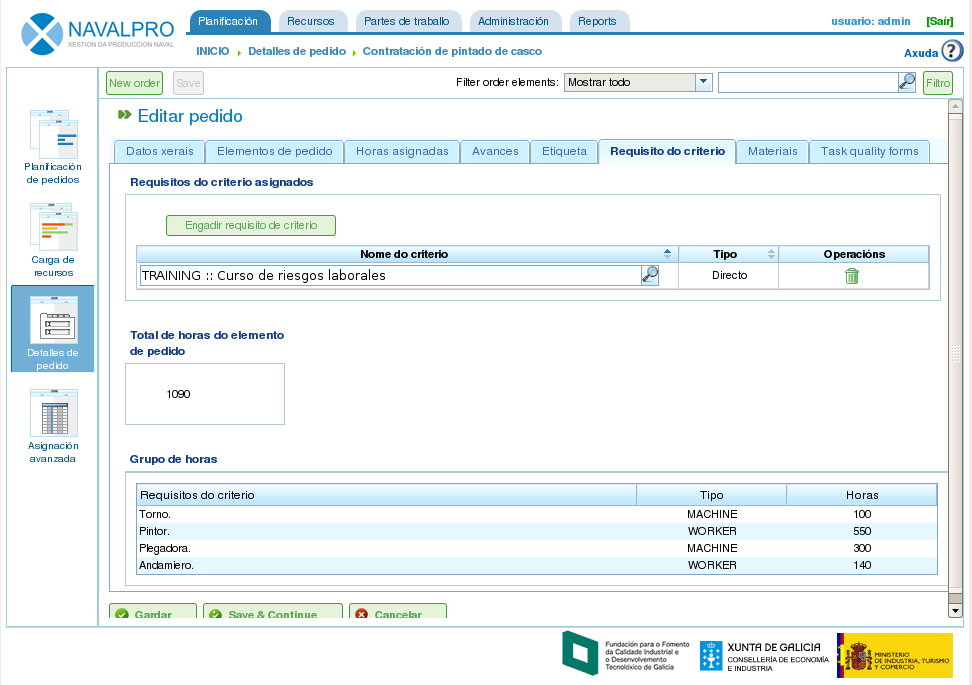 NAVALPRO
XESTION DA PRODUCCION NAVAL
Planificación
Recursos
Partes de traballo
Administración
Reports
usuario: admin
[Saír]
INICIO
Detalles de pedido
Contratación de pintado de casco
Axuda
?
New order
Save
Filter order elements:
Mostrar todo
Filtro
Planificación
de pedidos
Carga de
recursos
Detalles de
pedido
Asignación
avanzada
Editar pedido
Datos xerais
Elementos de pedido
Horas asignadas
Avances
Etiqueta
Requisito do criterio
Materiais
Task quality forms
Requisitos do criterio asignados
Engadir requisito de criterio
Nome do criterio
Tipo
Operacións
TRAINING :: Curso de riesgos laborales
Directo
Total de horas do elemento
de pedido
1090
Grupo de horas
Requisitos do criterio
Tipo
Horas
Torno.
MACHINE
100
Pintor.
WORKER
550
Plegadora.
MACHINE
300
Andamiero.
WORKER
140
Gardar
Save & Continue
Cancelar
Fundación para o Fomento
da Calidade Industrial e
o Desenvolvemento
Tecnolóxico de Galicia
XUNTA DE GALICIA
CONSELLERÍA DE ECONOMÍA
E INDUSTRIA
MINISTERIO
DE INDUSTRIA, TURISMO
Y COMERCIO